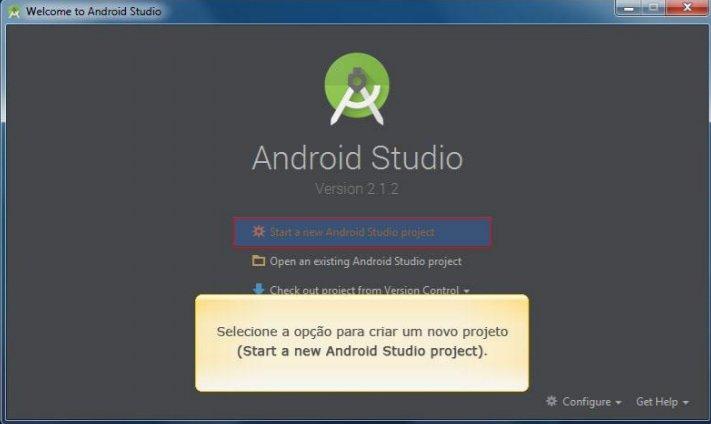 Welcome to Android Studio
Android Studio
Version 2.1.2
Start a new Android Studio project
Open an existing Android Studio project
Check out project from Version Control
Selecione a opção para criar um novo projeto
(Start a new Android Studio project).
Configure
Get Help